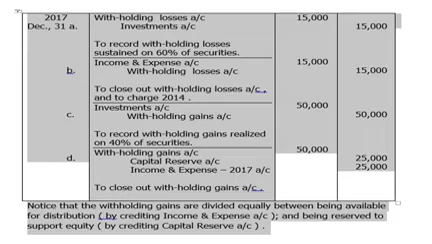 2017 With-holding losses a/c 15,000
Dec., 31 a. Investments a/c 15,000
To record with-holding losses
sustained on 60% of securities.
Income & Expense a/c 15,000
b. With-holding losses a/c 15,000
To close out with-holding losses a/c.,
and to charge 2014 .
Investments a/c 50,000
c. With-holding gains a/c 50,000
To record with-holding gains realized
on 40% of securities.
With-holding gains a/c 50,000
d. Capital Reserve a/c 25,000
Income & Expense – 2017 a/c 25,000
To close out with-holding gains a/c.,
Notice that the withholding gains are divided equally between being available
for distribution ( by crediting Income & Expense a/c ); and being reserved to
support equity ( by crediting Capital Reserve a/c ) .